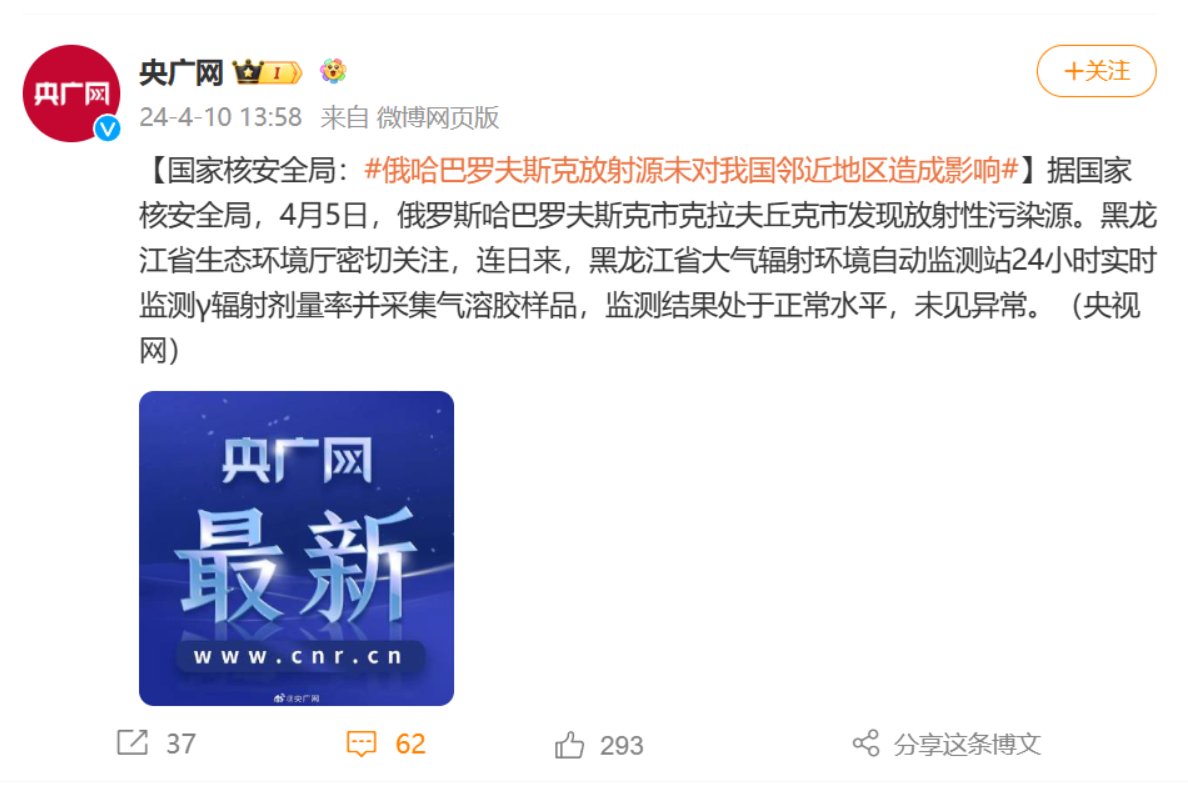 央广网
央广网
I
+关注
24-4-10 13:58 来自 微博网页版
【国家核安全局：#俄哈巴罗夫斯克放射源未对我国邻近地区造成影响#】据国家
核安全局，4月5日，俄罗斯哈巴罗夫斯克市克拉夫丘克市发现放射性污染源。黑龙
江省生态环境厅密切关注，连日来，黑龙江省大气辐射环境自动监测站24小时实时
监测γ辐射剂量率并采集气溶胶样品，监测结果处于正常水平，未见异常。（央视
网）
央广网
最新
www.cnr.cn
@央广网
37
62
293
分享这条博文